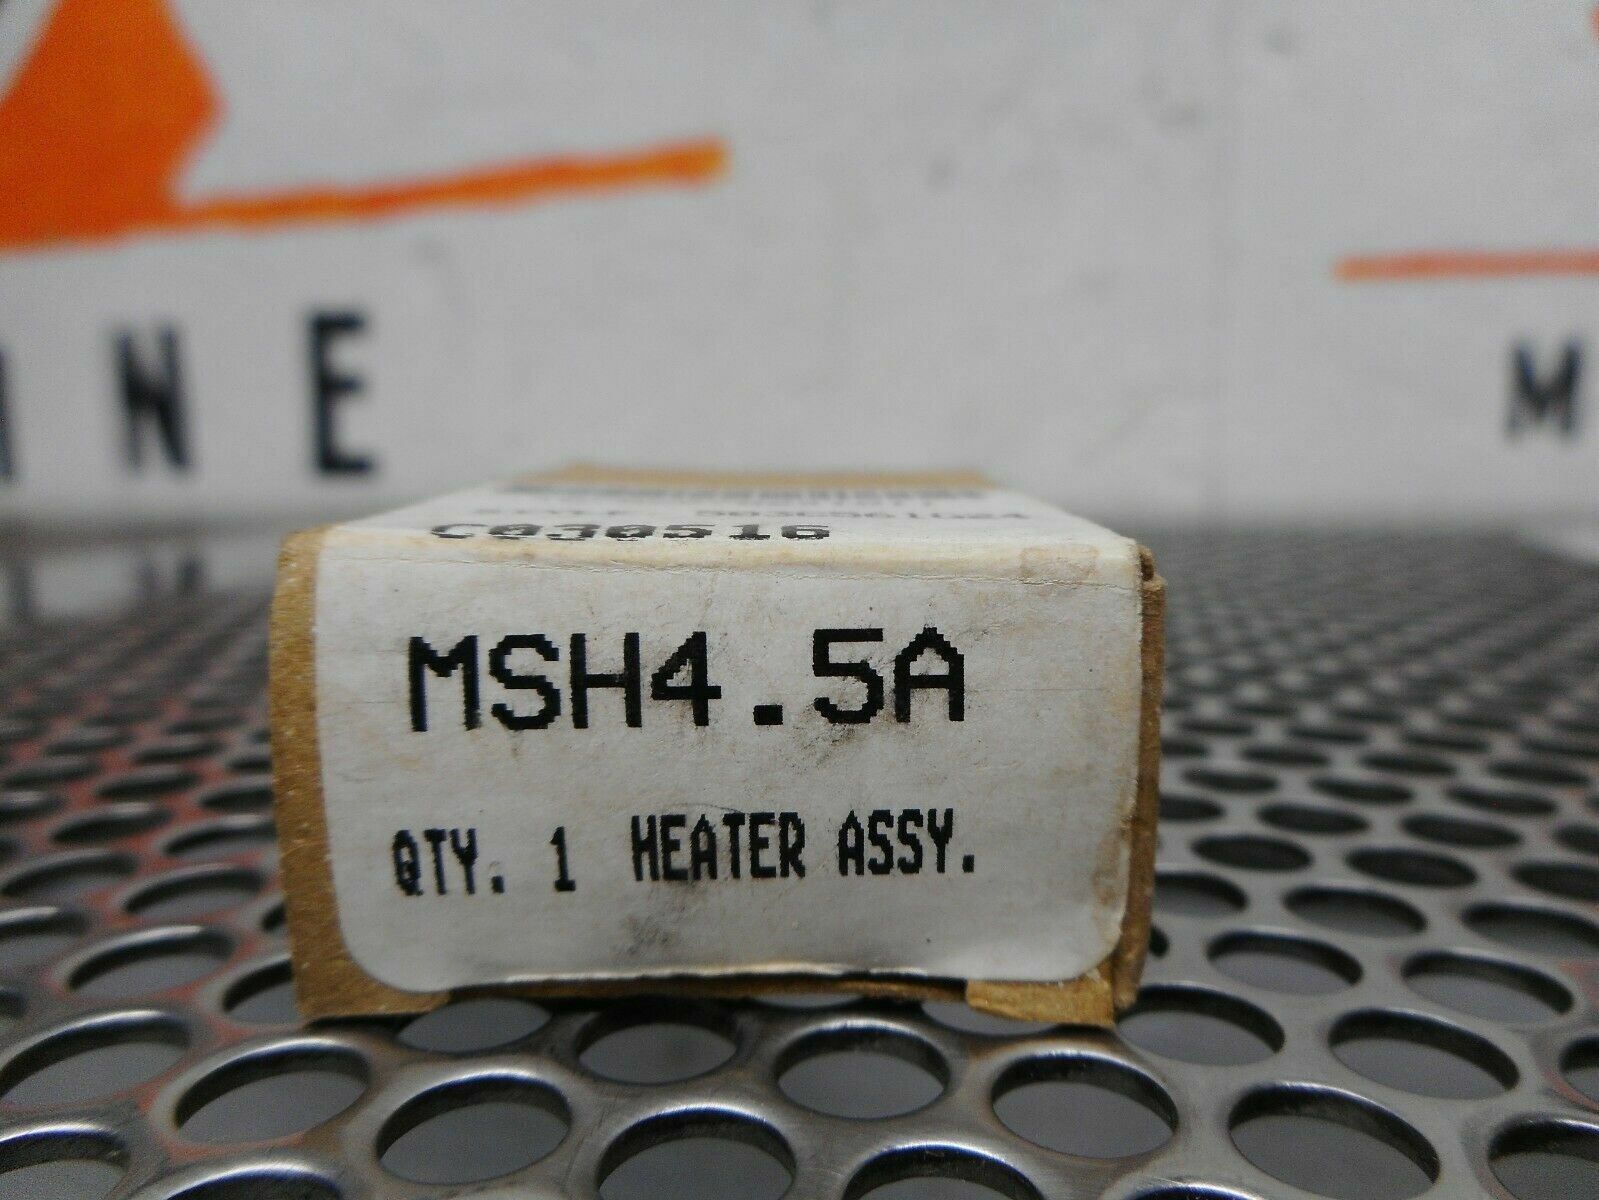 NE
M
C030516
MSH4.5A
QTY. 1 HEATER ASSY.